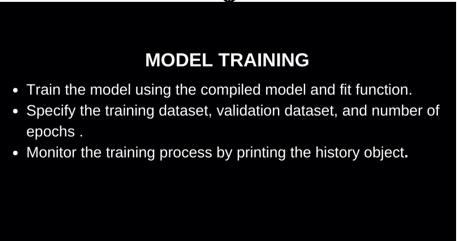 MODEL TRAINING
• Train the model using the compiled model and fit function.
• Specify the training dataset, validation dataset, and number of
epochs .
• Monitor the training process by printing the history object.